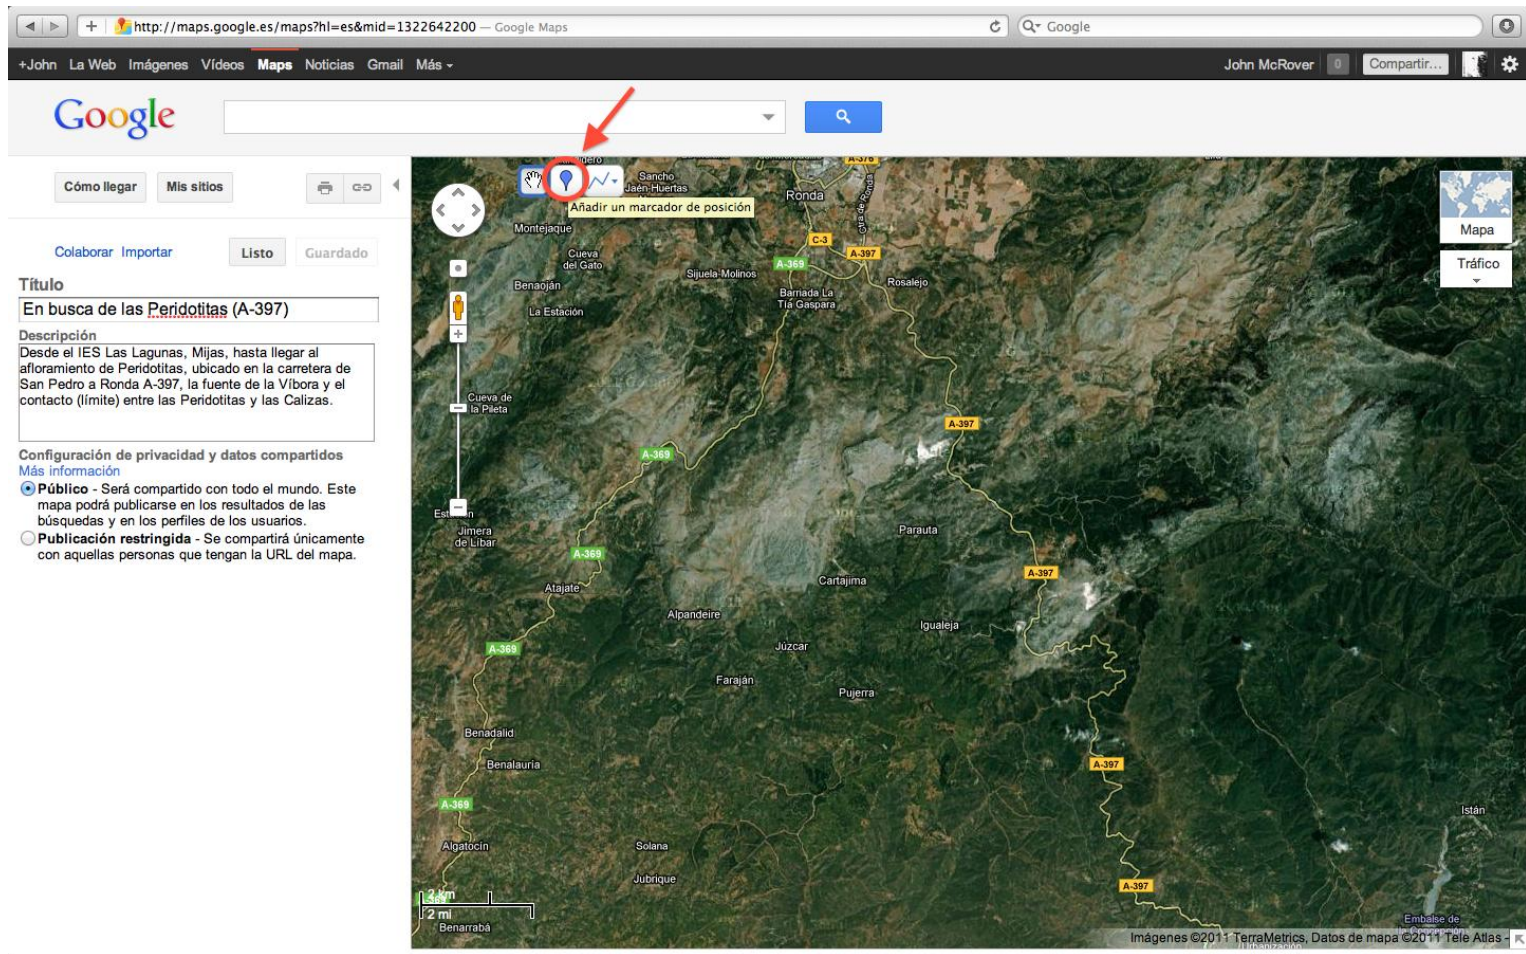 http://maps.google.es/maps?hl=es&mid=1322642200 — Google Maps
Google
+John La Web Imágenes Vídeos Maps Noticias Gmail Más
John McRover 0 Compartir...
Google
Cómo llegar Mis sitios
Colaborar Importar Listo Guardado
Título
En busca de las Peridotitas (A-397)
Descripción
Desde el IES Las Lagunas, Mijas, hasta llegar al
afloramiento de Peridotitas, ubicado en la carretera de
San Pedro a Ronda A-397, la fuente de la Víbora y el
contacto (límite) entre las Peridotitas y las Calizas.
Configuración de privacidad y datos compartidos
Más información
Público - Será compartido con todo el mundo. Este
mapa podrá publicarse en los resultados de las
búsquedas y en los perfiles de los usuarios.
Publicación restringida - Se compartirá únicamente
con aquellas personas que tengan la URL del mapa.
A-376
Sancho
Jaén-Huertas
Ronda
Ctra de Ronda
Añadir un marcador de posición
Mapa
Tráfico
Montejaque
C-3
Cueva
del Gato
A-397
A-369
Sijuela-Molinos
Benaoján
Rosalejo
Barriada La
Tía Gaspara
La Estación
Cueva de
la Pileta
A-397
A-369
Jimera
de Líbar
Parauta
A-369
A-397
Cartajima
Atajate
Alpandeire
Igualeja
Júzcar
A-369
Faraján
Pujerra
Benadalid
Benalauría
A-397
A-369
Istán
Algatocín
Solana
Jubrique
A-397
2 km
2 mi
Benarrabá
Embalse de
Imágenes ©2011 TerraMetrics, Datos de mapa ©2011 Tele Atlas -